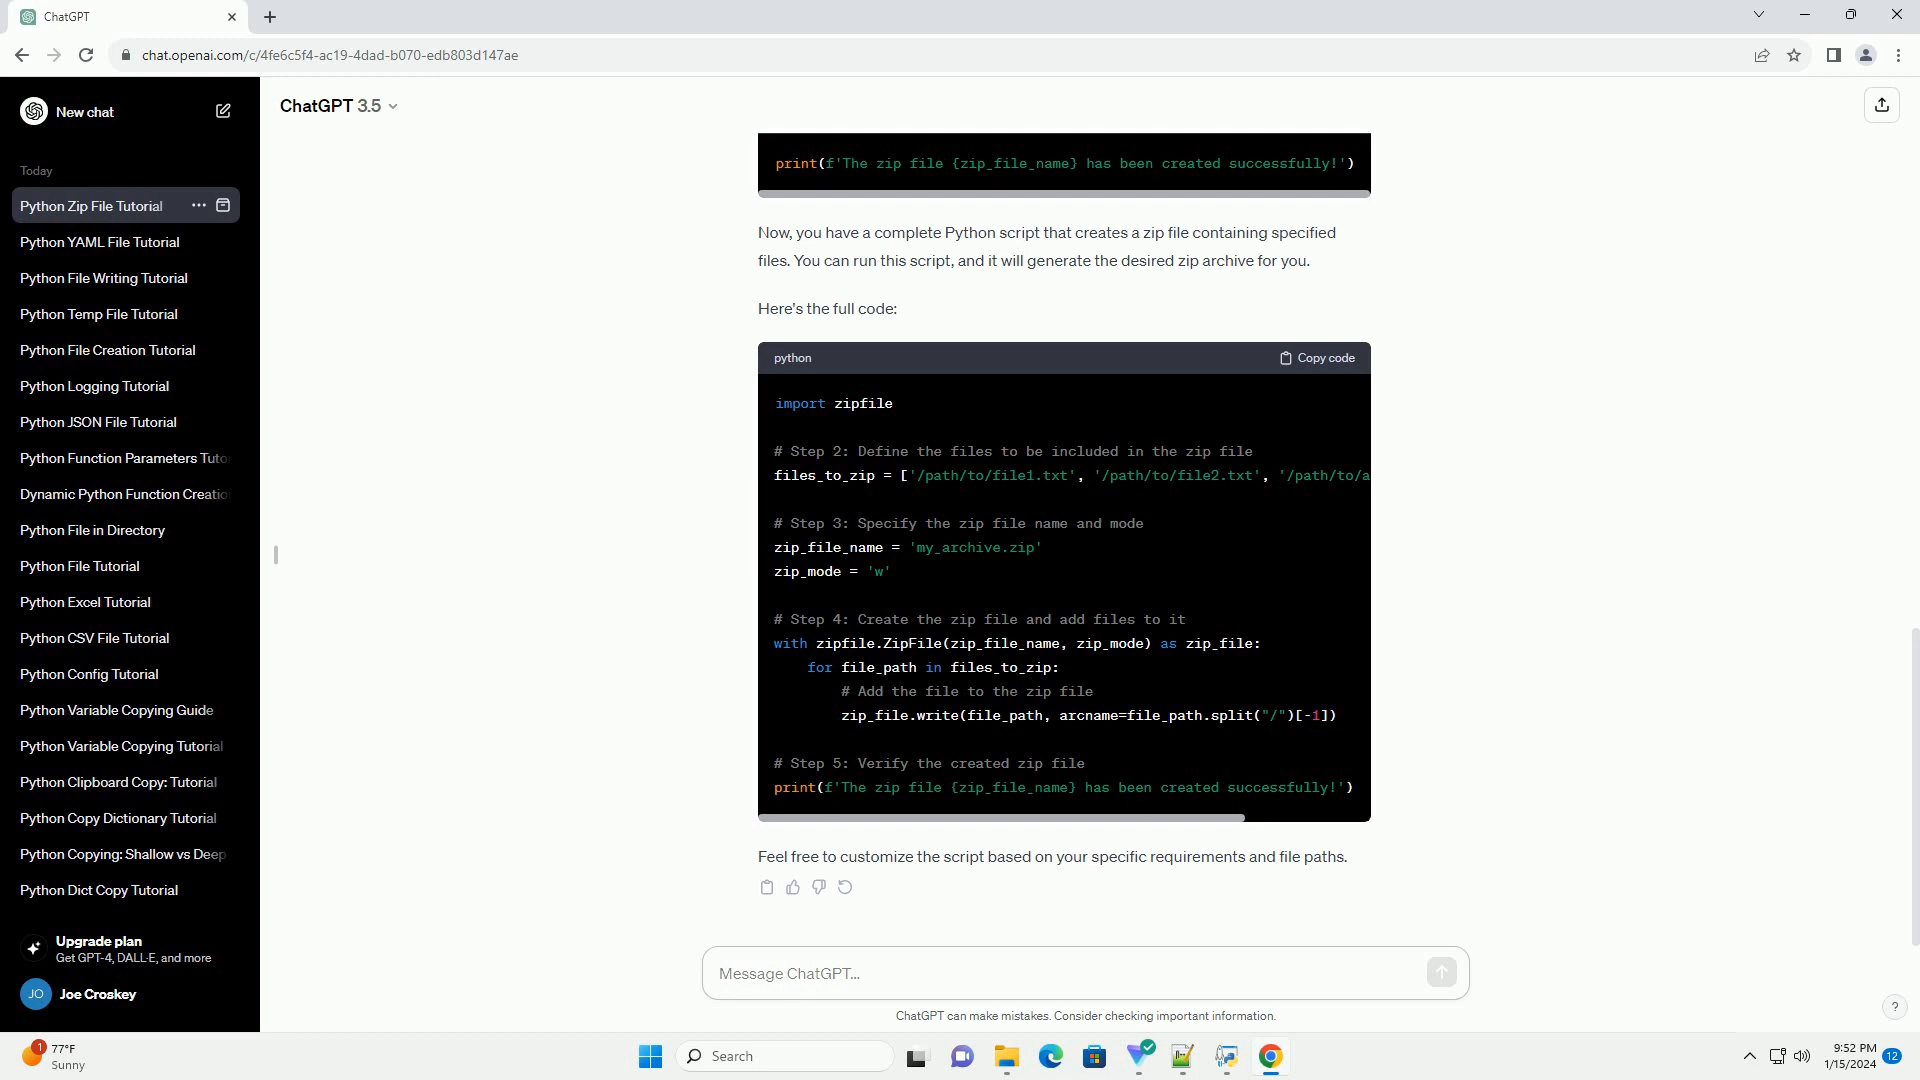 ChatGPT
chat.openai.com/c/4fe6c5f4-ac19-4dad-b070-edb803d147ae
New chat
ChatGPT 3.5
Today
Python Zip File Tutorial
Python YAML File Tutorial
Python File Writing Tutorial
Python Temp File Tutorial
Python File Creation Tutorial
Python Logging Tutorial
Python JSON File Tutorial
Python Function Parameters Tuto
Dynamic Python Function Creatio
Python File in Directory
Python File Tutorial
Python Excel Tutorial
Python CSV File Tutorial
Python Config Tutorial
Python Variable Copying Guide
Python Variable Copying Tutorial
Python Clipboard Copy: Tutorial
Python Copy Dictionary Tutorial
Python Copying: Shallow vs Deep
Python Dict Copy Tutorial
Upgrade plan
Get GPT-4, DALL·E, and more
JO Joe Croskey
print(f'The zip file {zip_file_name} has been created successfully!')
Now, you have a complete Python script that creates a zip file containing specified
files. You can run this script, and it will generate the desired zip archive for you.
Here's the full code:
python Copy code
import zipfile
# Step 2: Define the files to be included in the zip file
files_to_zip = ['/path/to/file1.txt', '/path/to/file2.txt', '/path/to/a
# Step 3: Specify the zip file name and mode
zip_file_name = 'my_archive.zip'
zip_mode = 'w'
# Step 4: Create the zip file and add files to it
with zipfile.ZipFile(zip_file_name, zip_mode) as zip_file:
for file_path in files_to_zip:
# Add the file to the zip file
zip_file.write(file_path, arcname=file_path.split("/")[-1])
# Step 5: Verify the created zip file
print(f'The zip file {zip_file_name} has been created successfully!')
Feel free to customize the script based on your specific requirements and file paths.
Message ChatGPT...
ChatGPT can make mistakes. Consider checking important information.
?
1
77°F
Sunny
Search
9:52 PM
1/15/2024
12